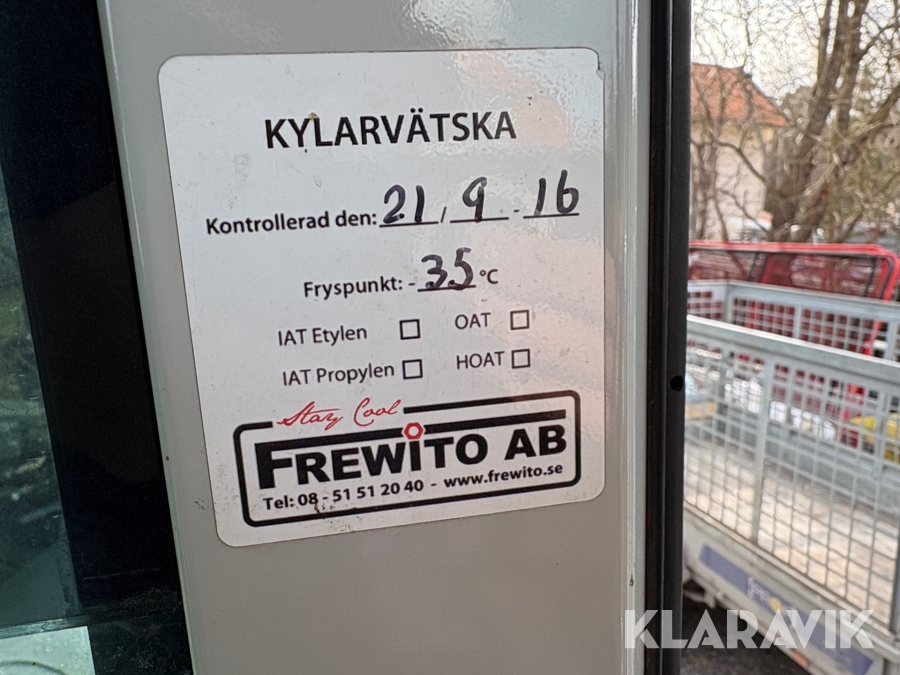 KYLARVÄTSKA
Kontrollerad den: 21/9-16
Fryspunkt: -35°C
IAT Etylen ☐ OAT ☐
IAT Propylen ☐ HOAT ☐
Stay Cool
FREWITO AB
Tel: 08 - 51 51 20 40 - www.frewito.se
KLARAVIK